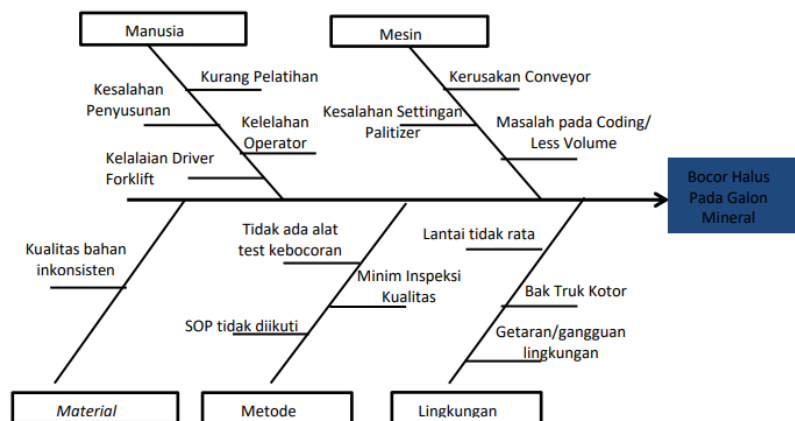 Manusia
Mesin
Kurang Pelatihan
Kesalahan
Penyusunan
Kelelahan
Operator
Kelalaian Driver
Forklift
Kerusakan Conveyor
Kesalahan Settingan
Palitizer
Masalah pada Coding/
Less Volume
Bocor Halus
Pada Galon
Mineral
Kualitas bahan
inkonsisten
Tidak ada alat
test kebocoran
Minim Inspeksi
Kualitas
SOP tidak diikuti
Lantai tidak rata
Bak Truk Kotor
Getaran/gangguan
lingkungan
Material
Metode
Lingkungan